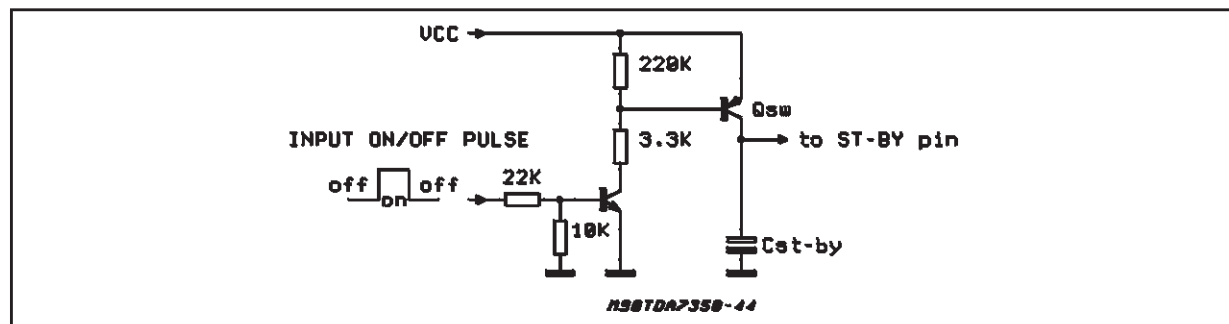 VCC
220K
Qsw
INPUT ON/OFF PULSE
3.3K
to ST-BY pin
off on off
22K
10K
Cst-by
M90TDA7350-44